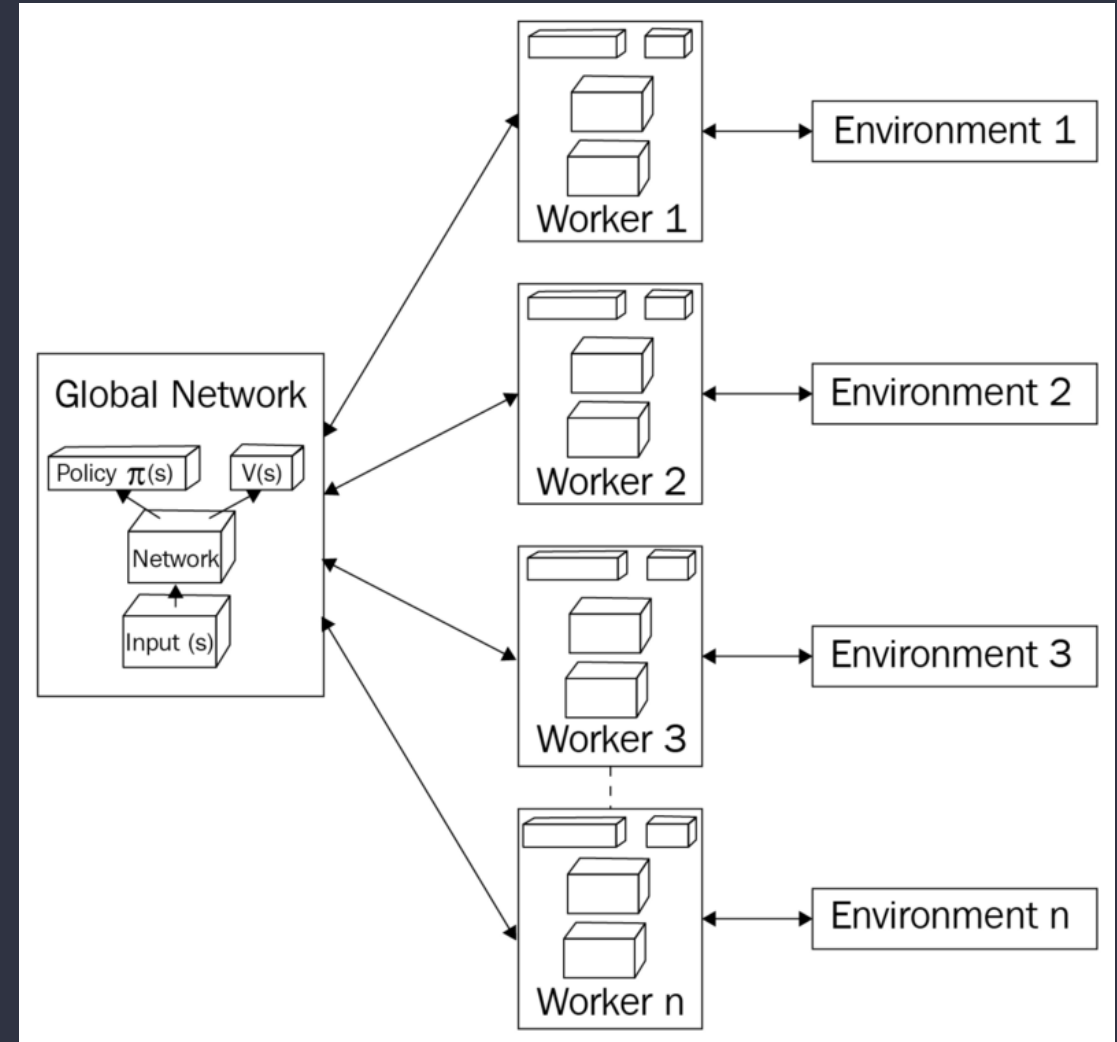 Global Network
Policy π(s)
V(s)
Network
Input (s)
Worker 1
Environment 1
Worker 2
Environment 2
Worker 3
Environment 3
Worker n
Environment n